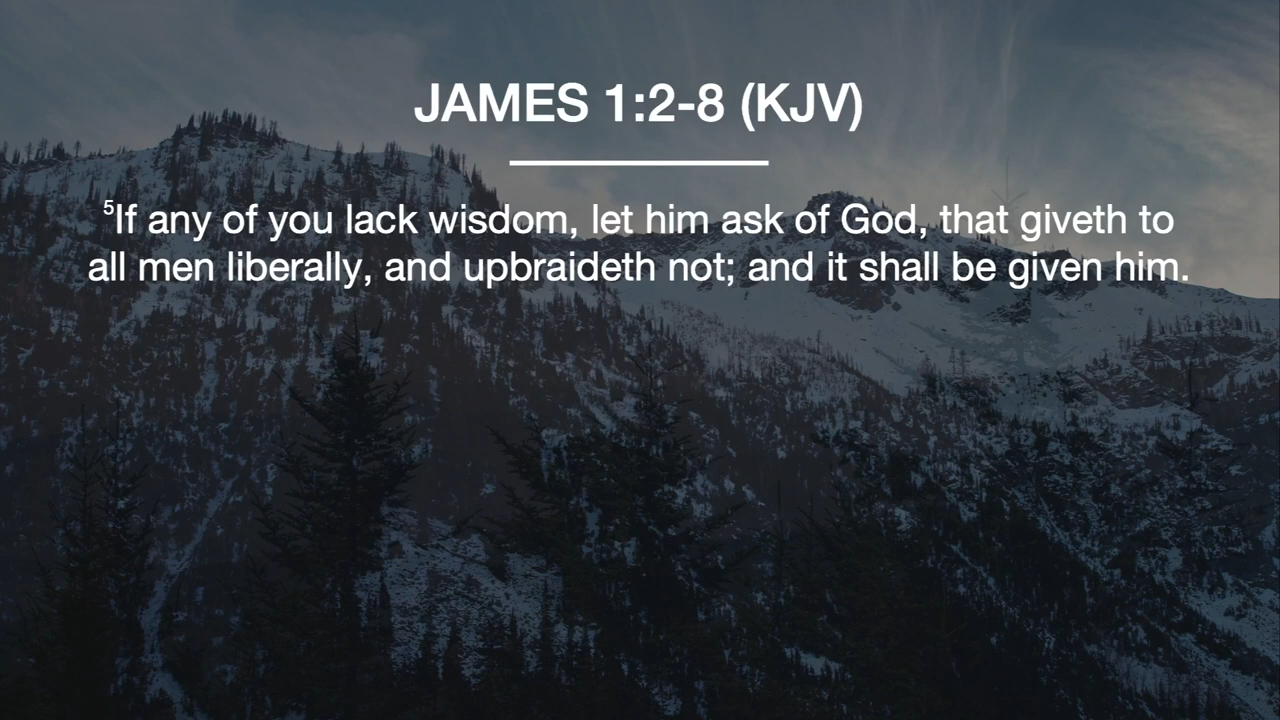 JAMES 1:2-8 (KJV)
⁵If any of you lack wisdom, let him ask of God, that giveth to
all men liberally, and upbraideth not; and it shall be given him.